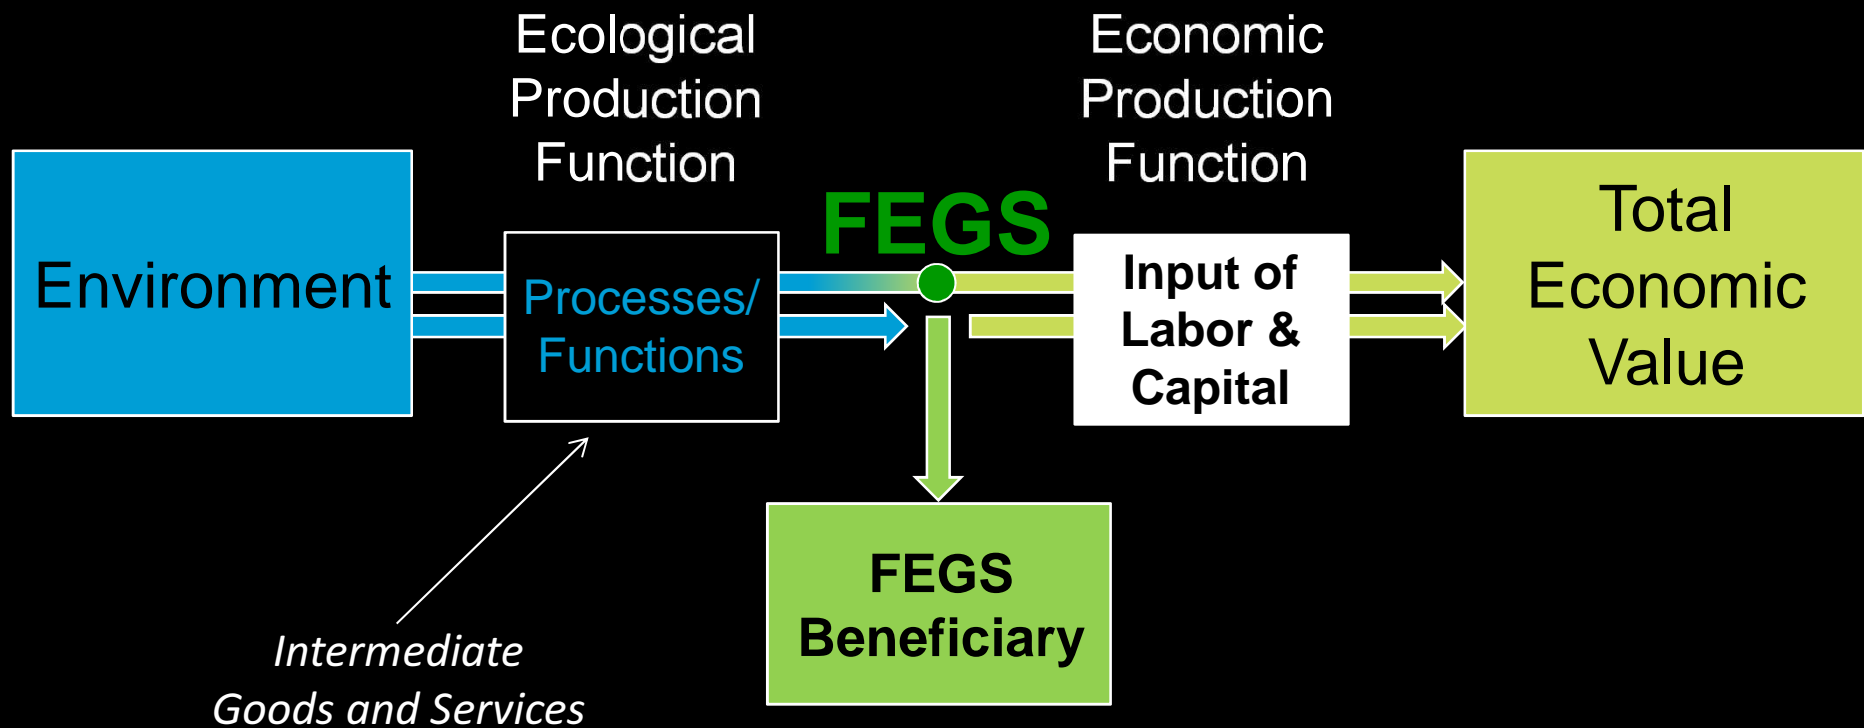 Ecological
Production
Function
Economic
Production
Function
Environment
Processes/
Functions
FEGS
Input of
Labor &
Capital
Total
Economic
Value
FEGS
Beneficiary
Intermediate
Goods and Services